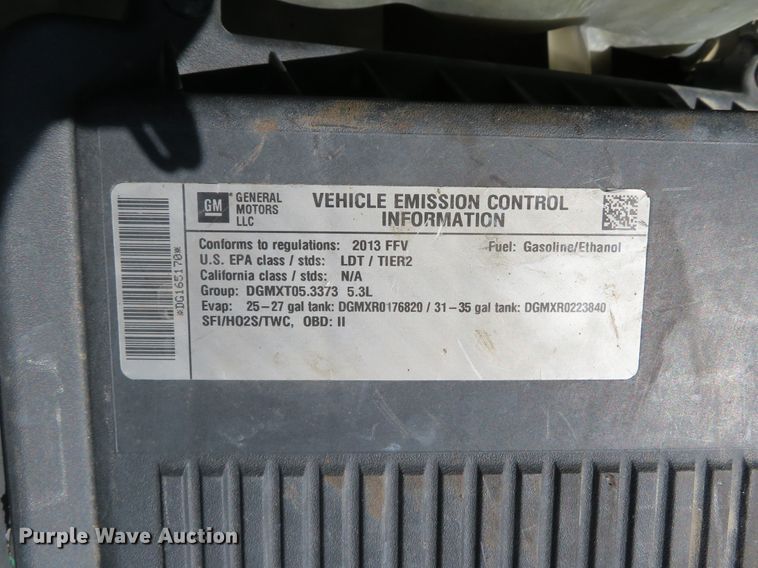 GM
GENERAL
MOTORS
LLC
VEHICLE EMISSION CONTROL
INFORMATION
Conforms to regulations: 2013 FFV
Fuel: Gasoline/Ethanol
U.S. EPA class / stds: LDT / TIER2
California class / stds: N/A
Group: DGMXT05.3373 5.3L
Evap: 25-27 gal tank: DGMXR0176820 / 31-35 gal tank: DGMXR0223840
SFI/HO2S/TWC, OBD: II
*DG165170*
Purple Wave Auction